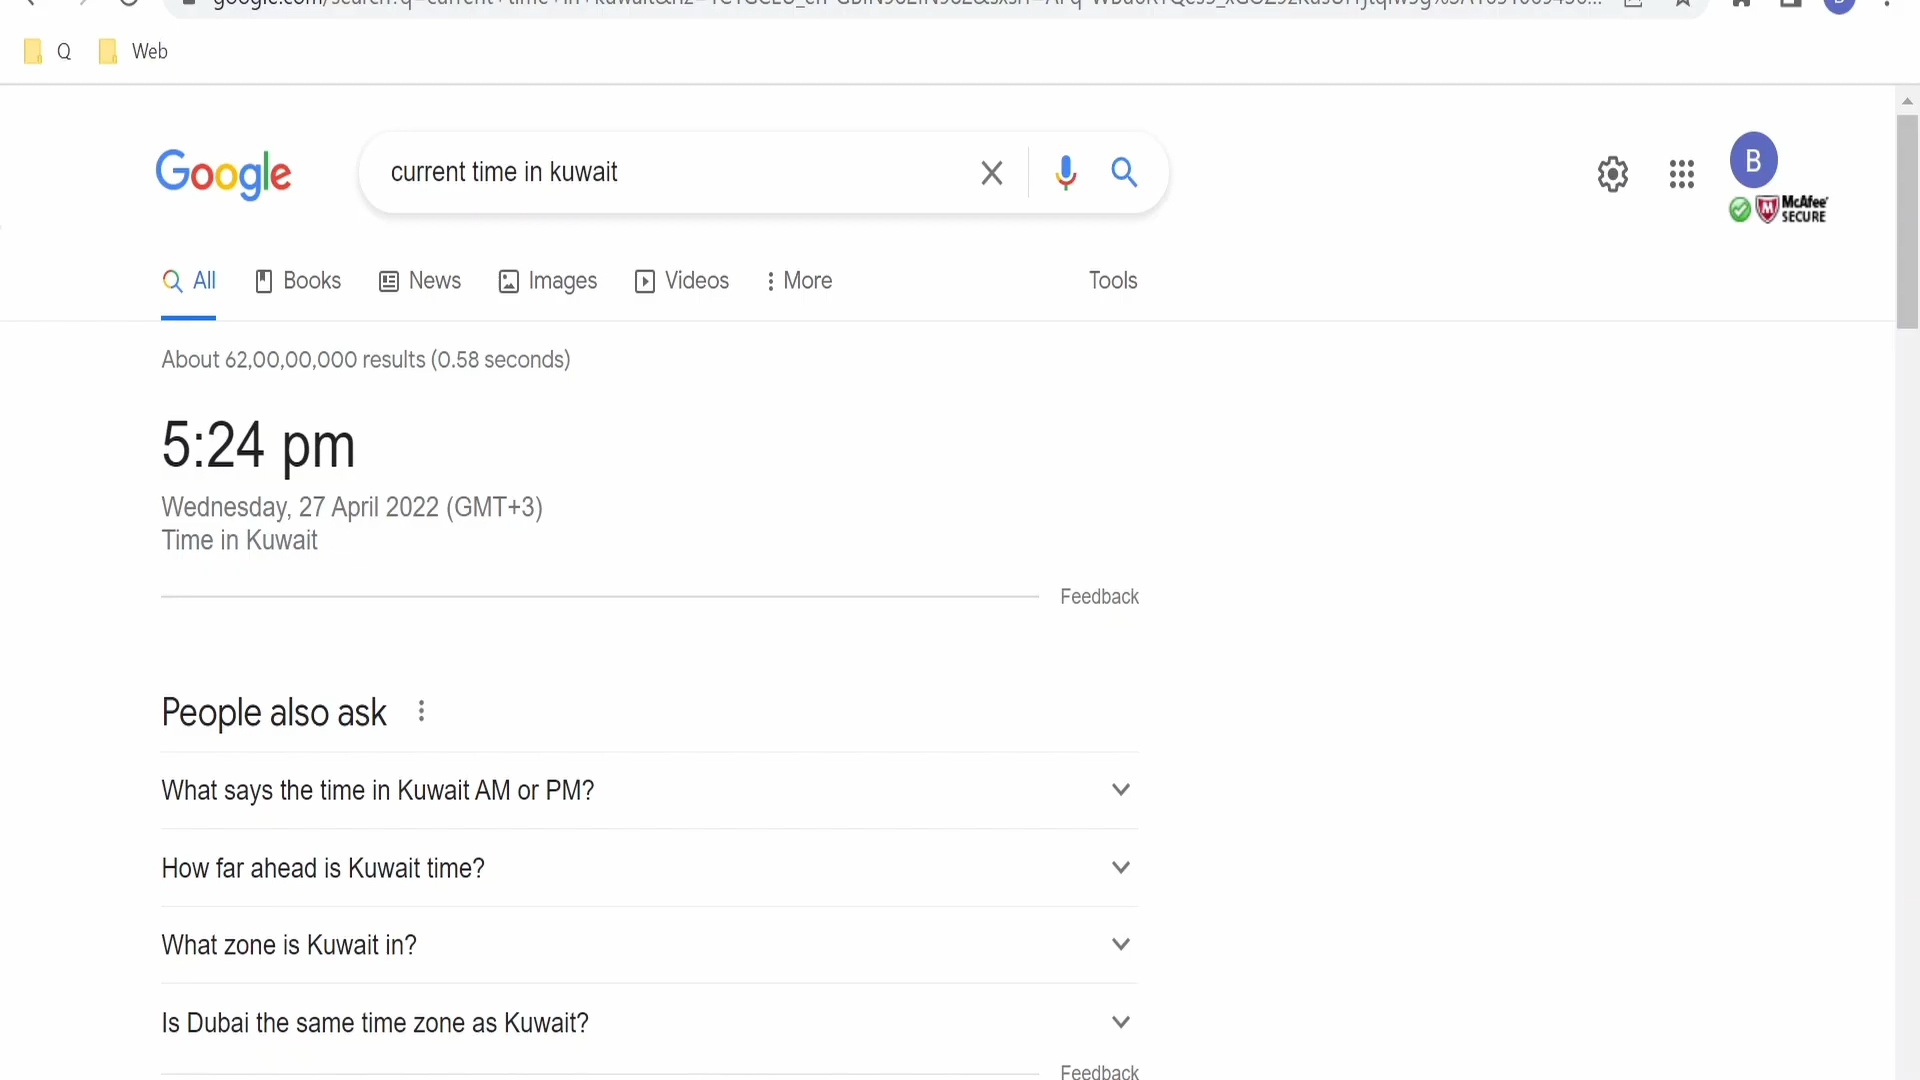 Q Web
Google
current time in kuwait
B
McAfee
SECURE
All Books News Images Videos More Tools
About 62,00,00,000 results (0.58 seconds)
5:24 pm
Wednesday, 27 April 2022 (GMT+3)
Time in Kuwait
Feedback
People also ask
What says the time in Kuwait AM or PM?
How far ahead is Kuwait time?
What zone is Kuwait in?
Is Dubai the same time zone as Kuwait?
Feedback